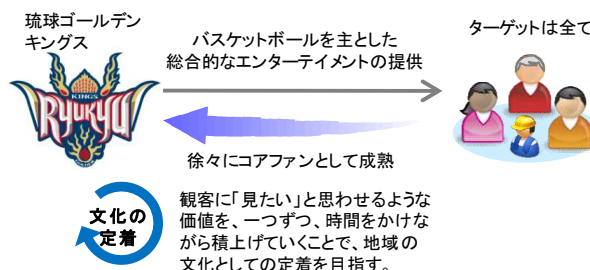 琉球ゴールデン
キングス
バスケットボールを主とした
総合的なエンターテイメントの提供
ターゲットは全て
KINGS
RYUKYU
徐々にコアファンとして成熟
文化の
定着
観客に「見たい」と思わせるような
価値を、一つずつ、時間をかけな
がら積上げていくことで、地域の
文化としての定着を目指す。